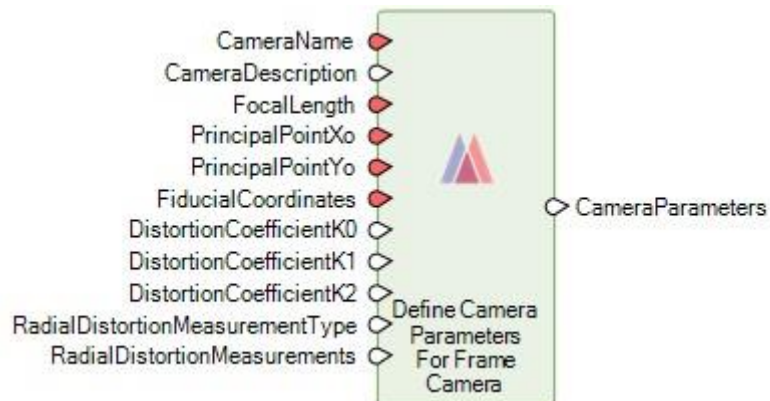 CameraName
CameraDescription
FocalLength
PrincipalPointXo
PrincipalPointYo
FiducialCoordinates
DistortionCoefficientK0
DistortionCoefficientK1
DistortionCoefficientK2
RadialDistortionMeasurementType
RadialDistortionMeasurements
CameraParameters
Define Camera
Parameters
For Frame
Camera